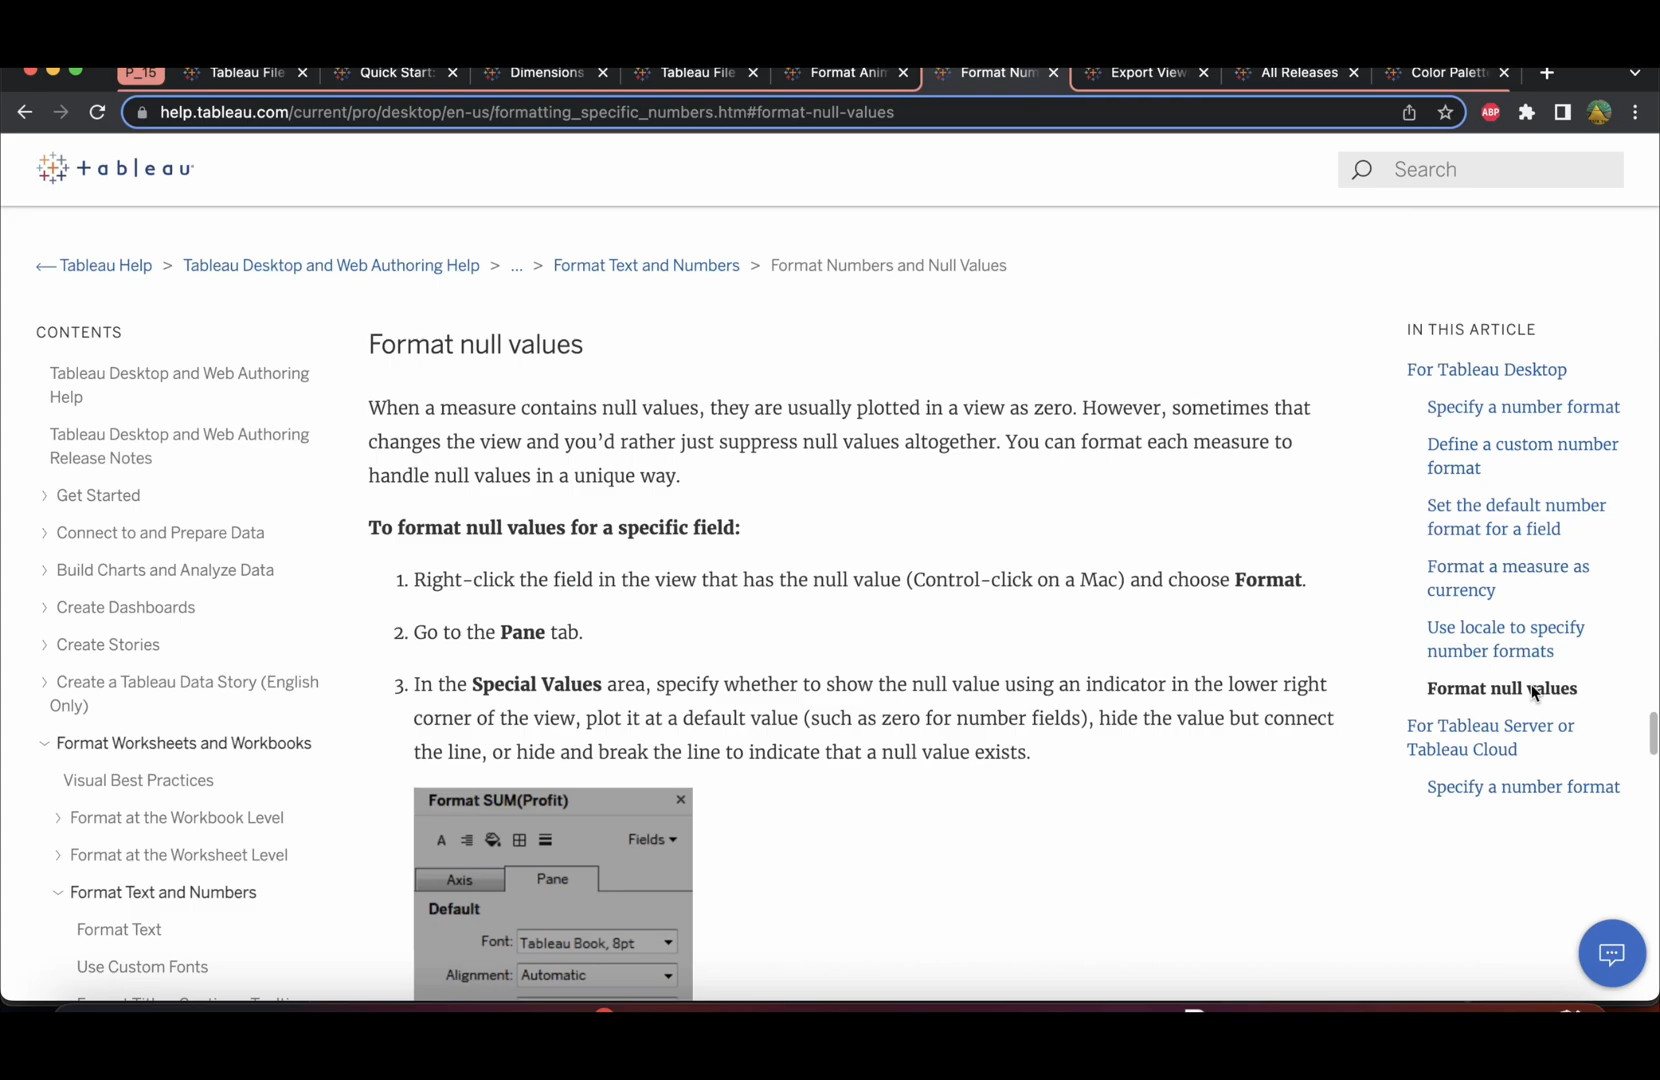 P_15
Tableau File
Quick Start:
Dimensions
Tableau File
Format Anim
Format Num
Export View
All Releases
Color Palett
help.tableau.com/current/pro/desktop/en-us/formatting_specific_numbers.htm#format-null-values
ABP
+ableau
Search
Tableau Help > Tableau Desktop and Web Authoring Help > ... > Format Text and Numbers > Format Numbers and Null Values
CONTENTS
Tableau Desktop and Web Authoring
Help
Tableau Desktop and Web Authoring
Release Notes
Get Started
Connect to and Prepare Data
Build Charts and Analyze Data
Create Dashboards
Create Stories
Create a Tableau Data Story (English
Only)
Format Worksheets and Workbooks
Visual Best Practices
Format at the Workbook Level
Format at the Worksheet Level
Format Text and Numbers
Format Text
Use Custom Fonts
Format null values
When a measure contains null values, they are usually plotted in a view as zero. However, sometimes that
changes the view and you’d rather just suppress null values altogether. You can format each measure to
handle null values in a unique way.
To format null values for a specific field:
1. Right-click the field in the view that has the null value (Control-click on a Mac) and choose Format.
2. Go to the Pane tab.
3. In the Special Values area, specify whether to show the null value using an indicator in the lower right
corner of the view, plot it at a default value (such as zero for number fields), hide the value but connect
the line, or hide and break the line to indicate that a null value exists.
Format SUM(Profit)
Fields
Axis
Pane
Default
Font: Tableau Book, 8pt
Alignment: Automatic
IN THIS ARTICLE
For Tableau Desktop
Specify a number format
Define a custom number
format
Set the default number
format for a field
Format a measure as
currency
Use locale to specify
number formats
Format null values
For Tableau Server or
Tableau Cloud
Specify a number format